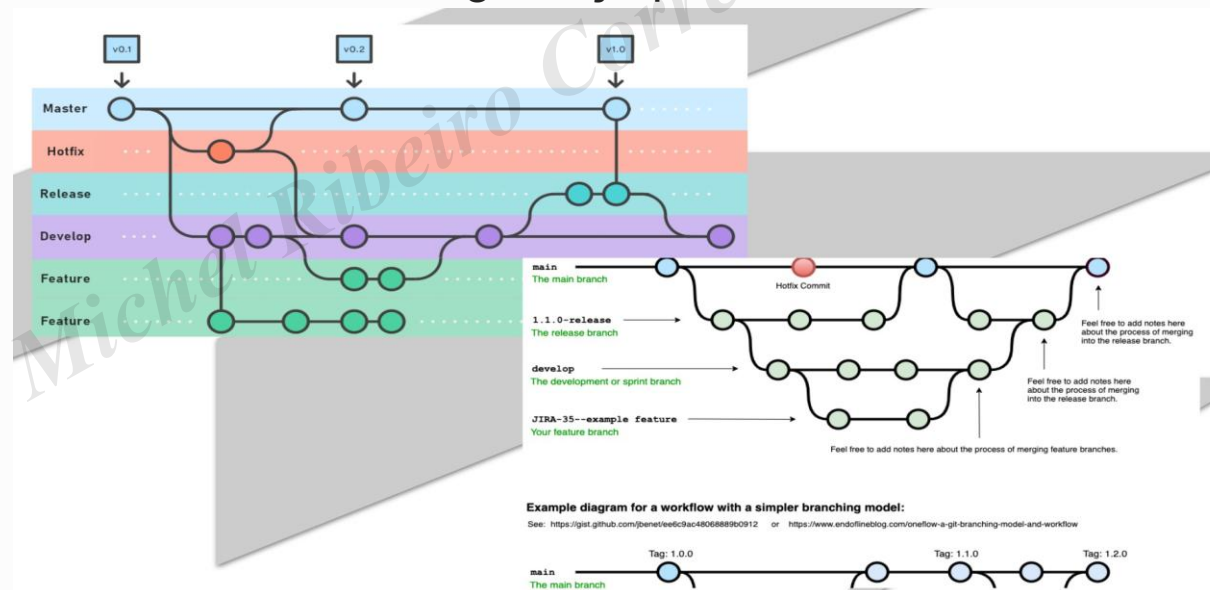 v0.1
v0.2
v1.0
Master
Hotfix
Release
Develop
Feature
Feature
Michel Ribeiro
main
The main branch
Hotfix Commit
1.1.0-release
The release branch
Feel free to add notes here
about the process of merging
into the release branch.
develop
The development or sprint branch
Feel free to add notes here
about the process of merging
into the release branch.
JIRA-35--example feature
Your feature branch
Feel free to add notes here about the process of merging feature branches.
Example diagram for a workflow with a simpler branching model:
See: https://gist.github.com/jbenet/ee6c9ac48068889b0912 or https://www.endoflineblog.com/oneflow-a-git-branching-model-and-workflow
Tag: 1.0.0
Tag: 1.1.0
Tag: 1.2.0
main
The main branch